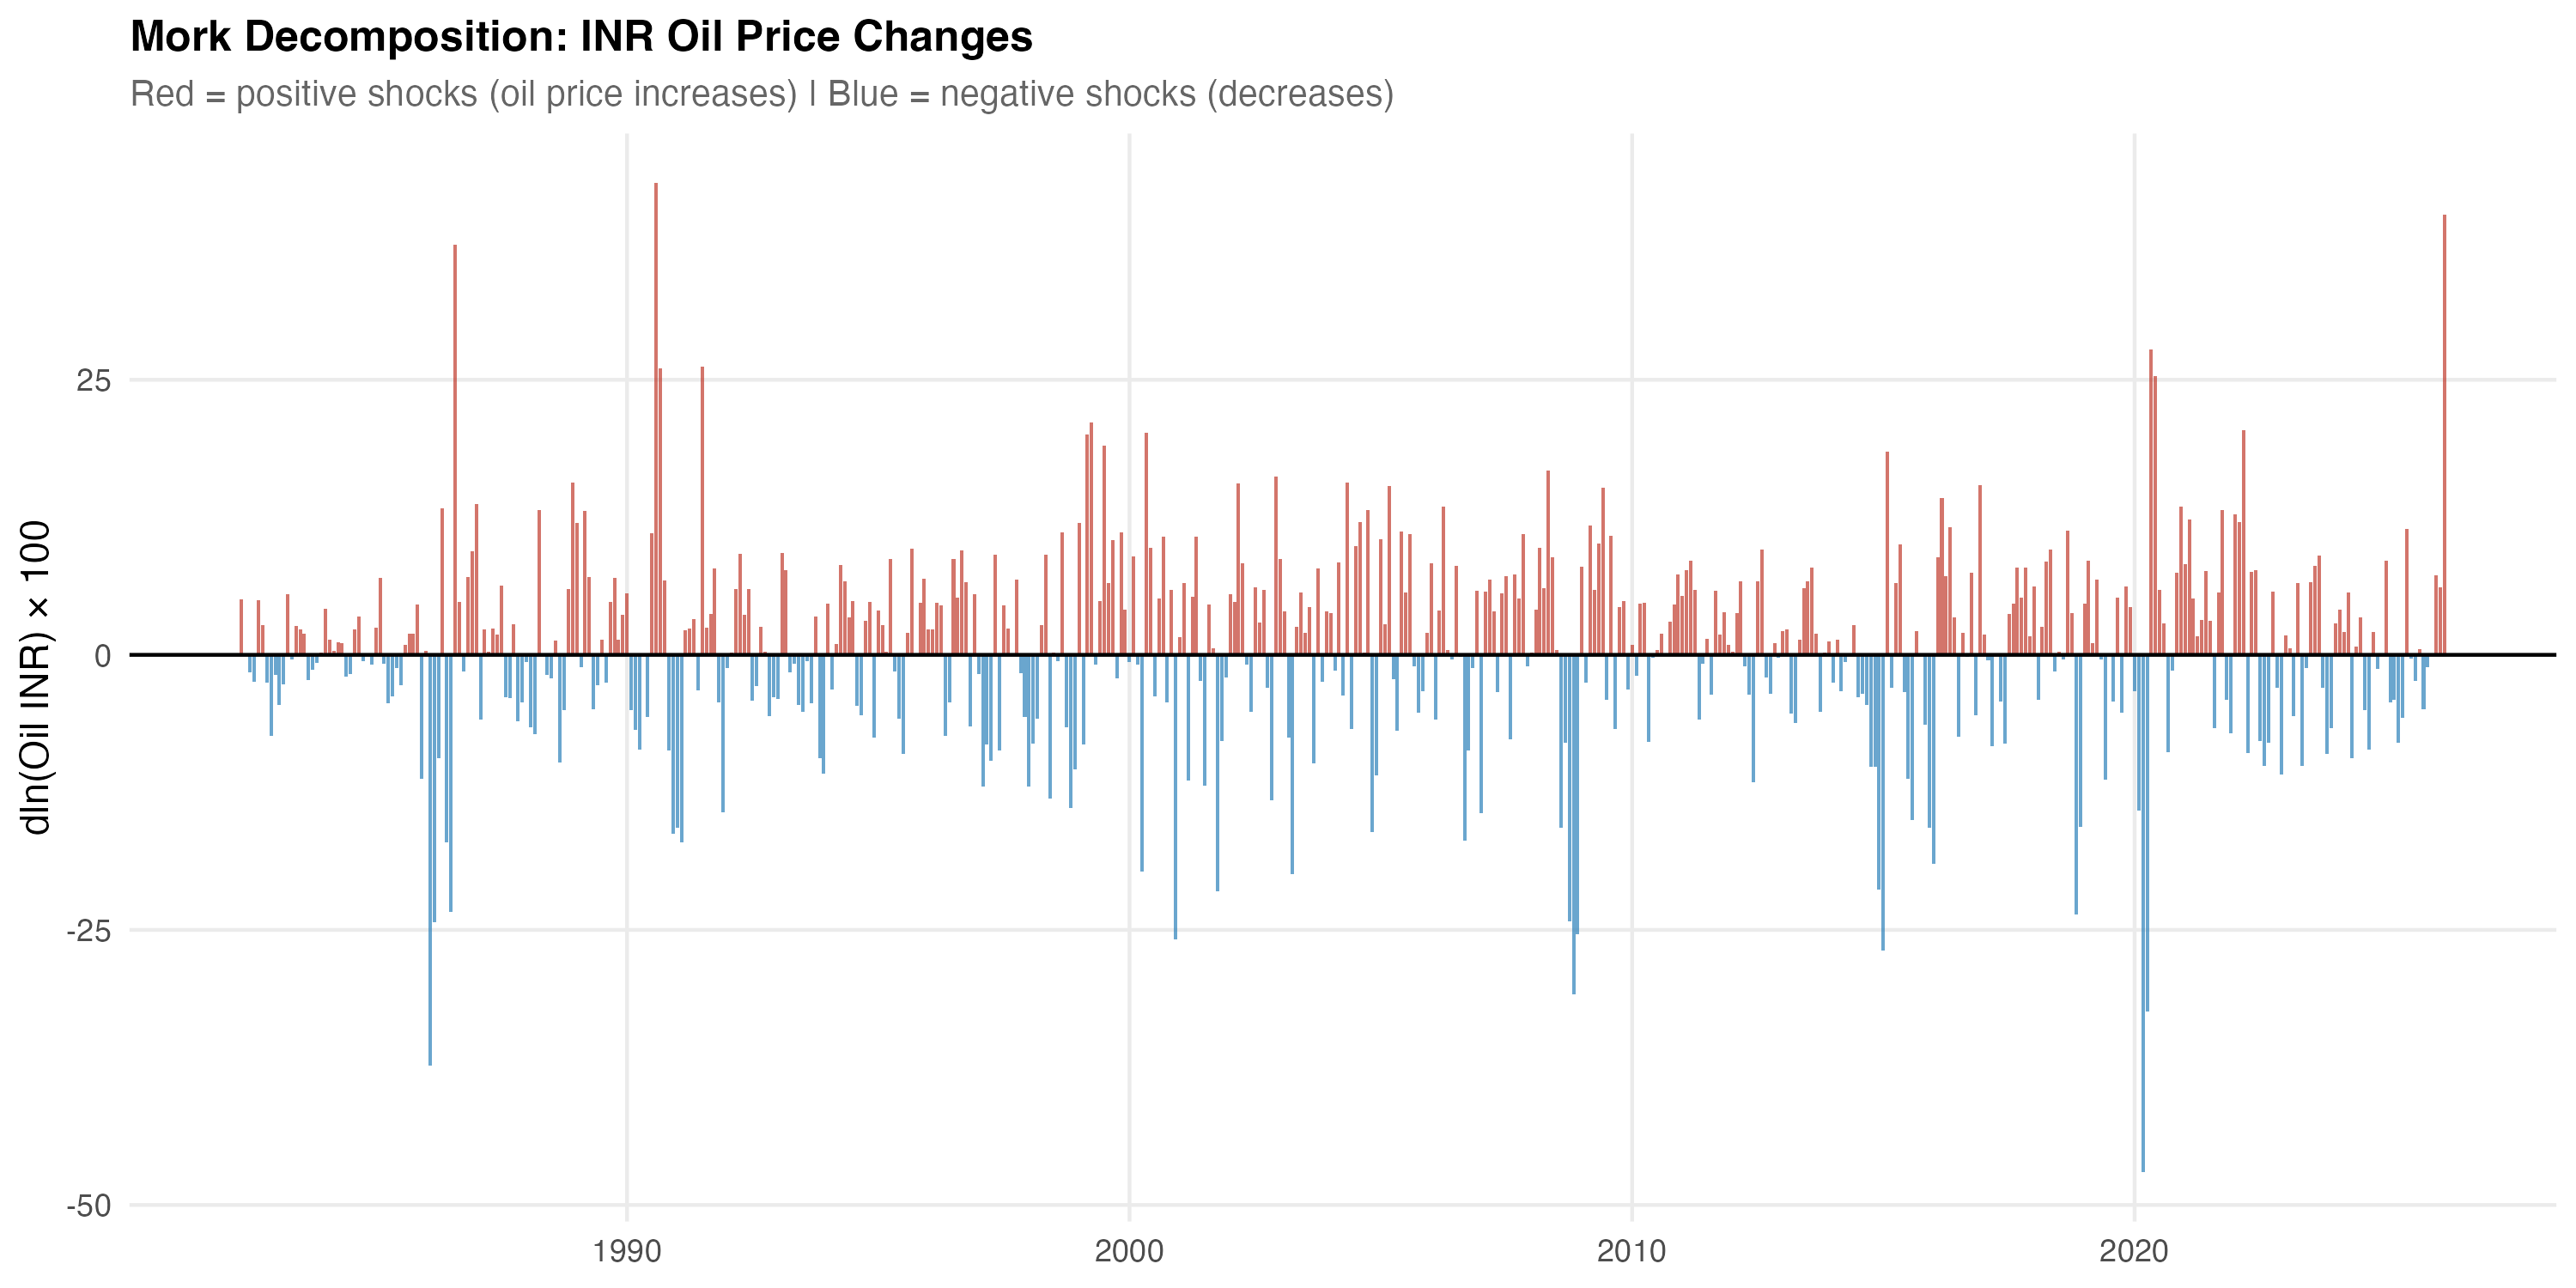 Mork Decomposition: INR Oil Price Changes
Red = positive shocks (oil price increases) | Blue = negative shocks (decreases)
dln(Oil INR) × 100
25
0
-25
-50
1990
2000
2010
2020